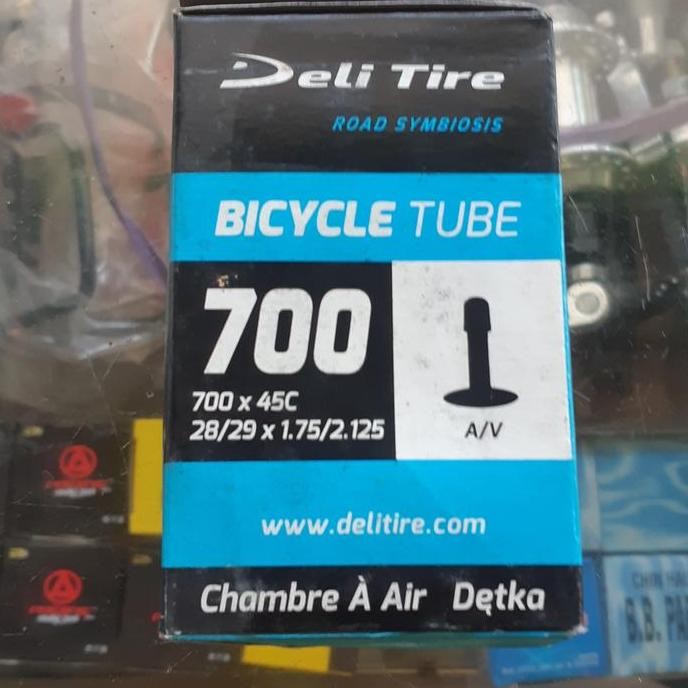 Deli Tire
ROAD SYMBIOSIS
BICYCLE TUBE
700
700 x 45C
28/29 x 1.75/2.125
A/V
www.delitire.com
Chambre À Air Dętka
B.B.